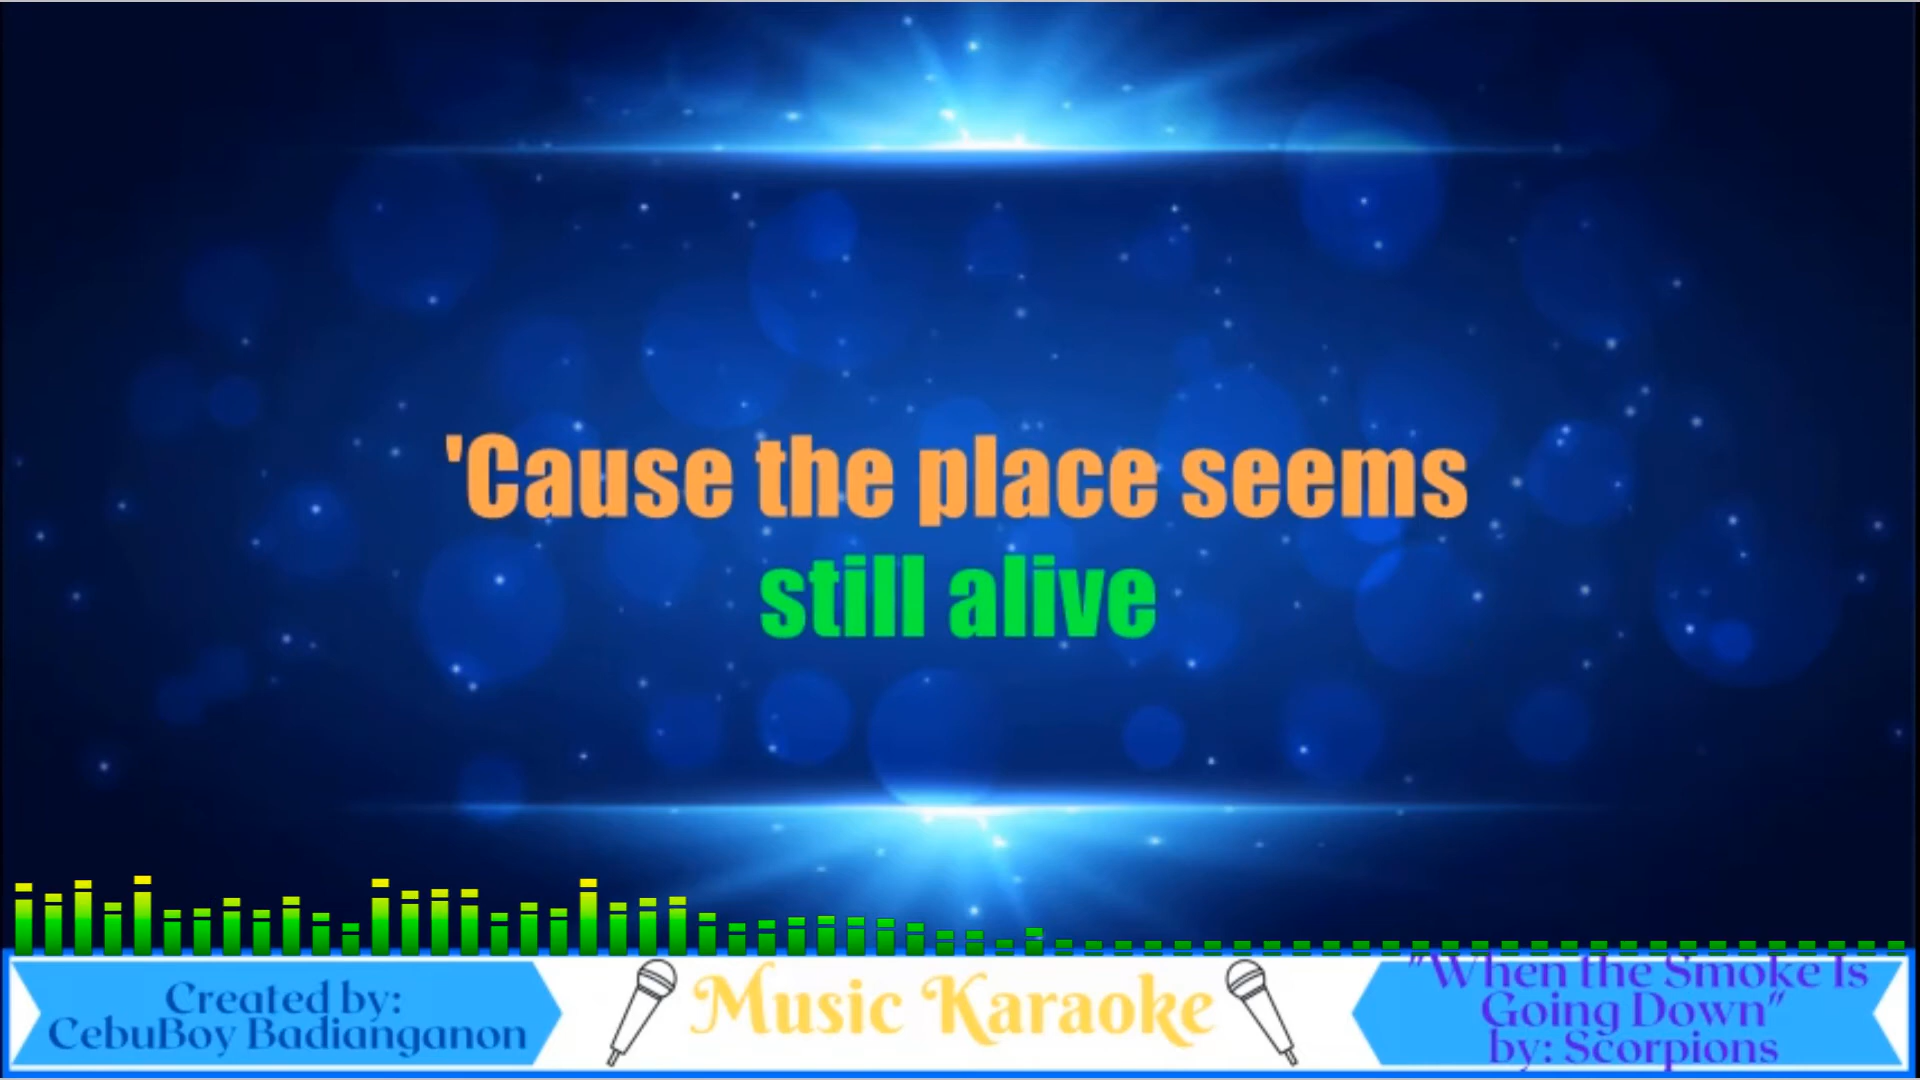 'Cause the place seems
still alive
Created by:
CebuBoy Badianganon
Music Karaoke
"When the Smoke Is
Going Down"
by: Scorpions